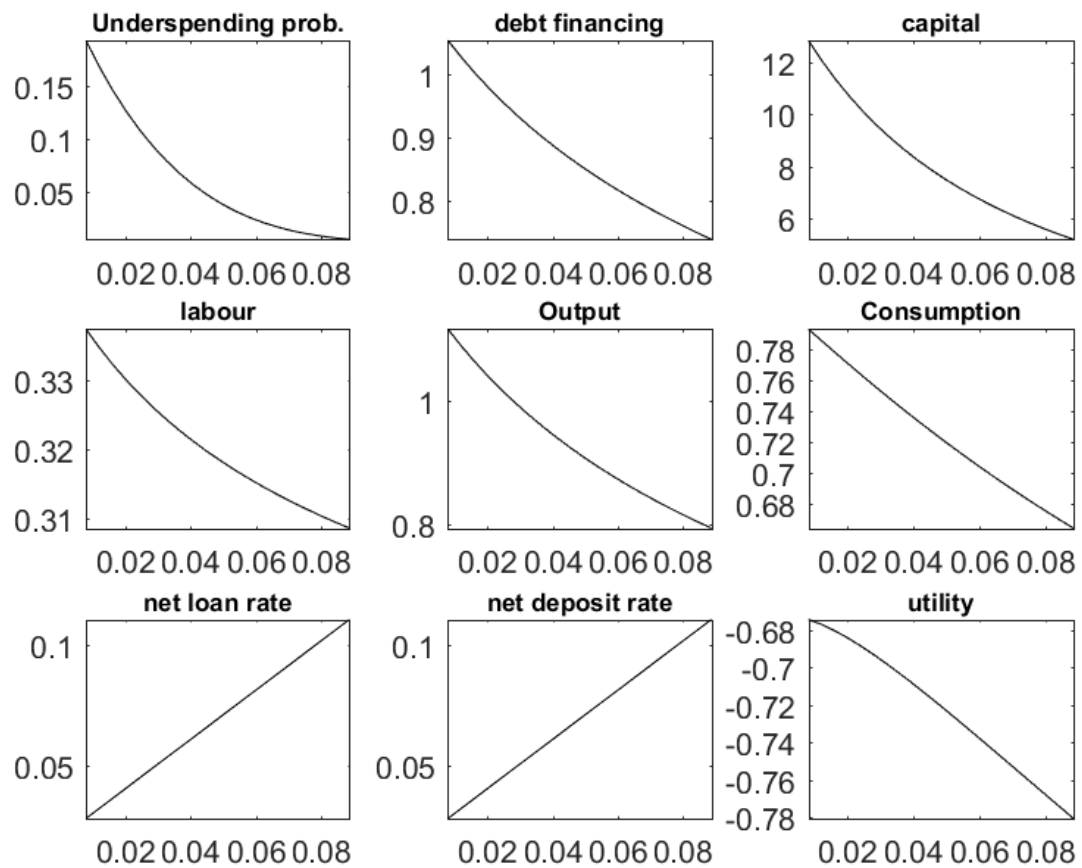 Underspending prob.
0.15
0.1
0.05
0.02 0.04 0.06 0.08
debt financing
1
0.9
0.8
0.02 0.04 0.06 0.08
capital
12
10
8
6
0.02 0.04 0.06 0.08
labour
0.33
0.32
0.31
0.02 0.04 0.06 0.08
Output
1
0.8
0.02 0.04 0.06 0.08
Consumption
0.78
0.76
0.74
0.72
0.7
0.68
0.02 0.04 0.06 0.08
net loan rate
0.1
0.05
0.02 0.04 0.06 0.08
net deposit rate
0.1
0.05
0.02 0.04 0.06 0.08
utility
-0.68
-0.7
-0.72
-0.74
-0.76
-0.78
0.02 0.04 0.06 0.08